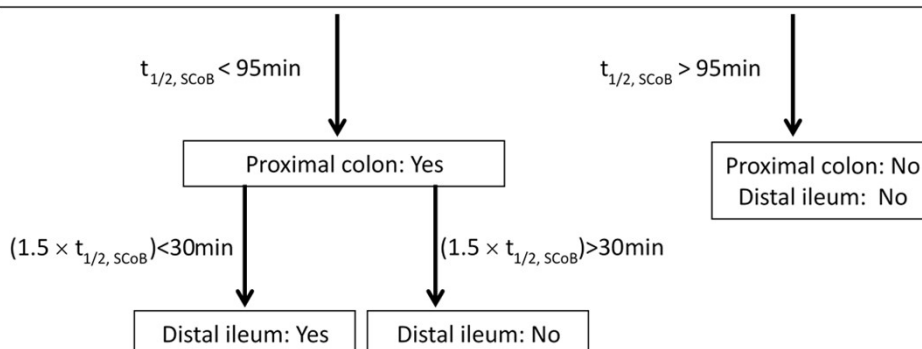 t1/2, SCoB < 95min
t1/2, SCoB > 95min
Proximal colon: Yes
Proximal colon: No
Distal ileum: No
(1.5 × t1/2, SCoB)<30min
(1.5 × t1/2, SCoB)>30min
Distal ileum: Yes
Distal ileum: No